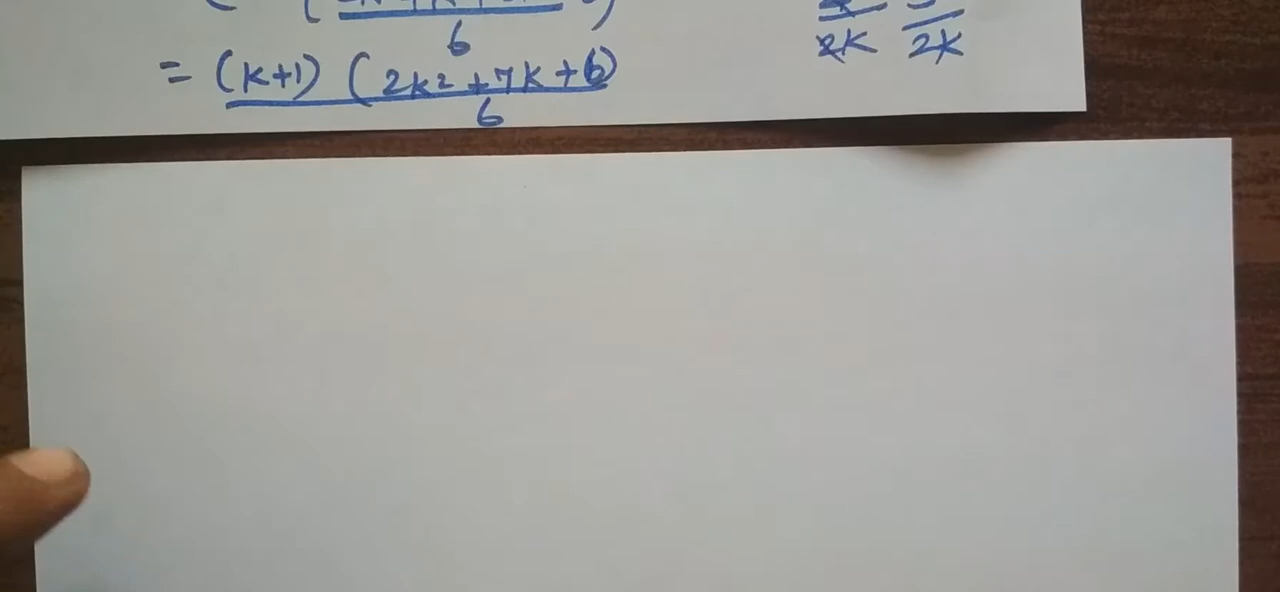 6
= (k+1) (2k2+7k+6)
6
2k 2k